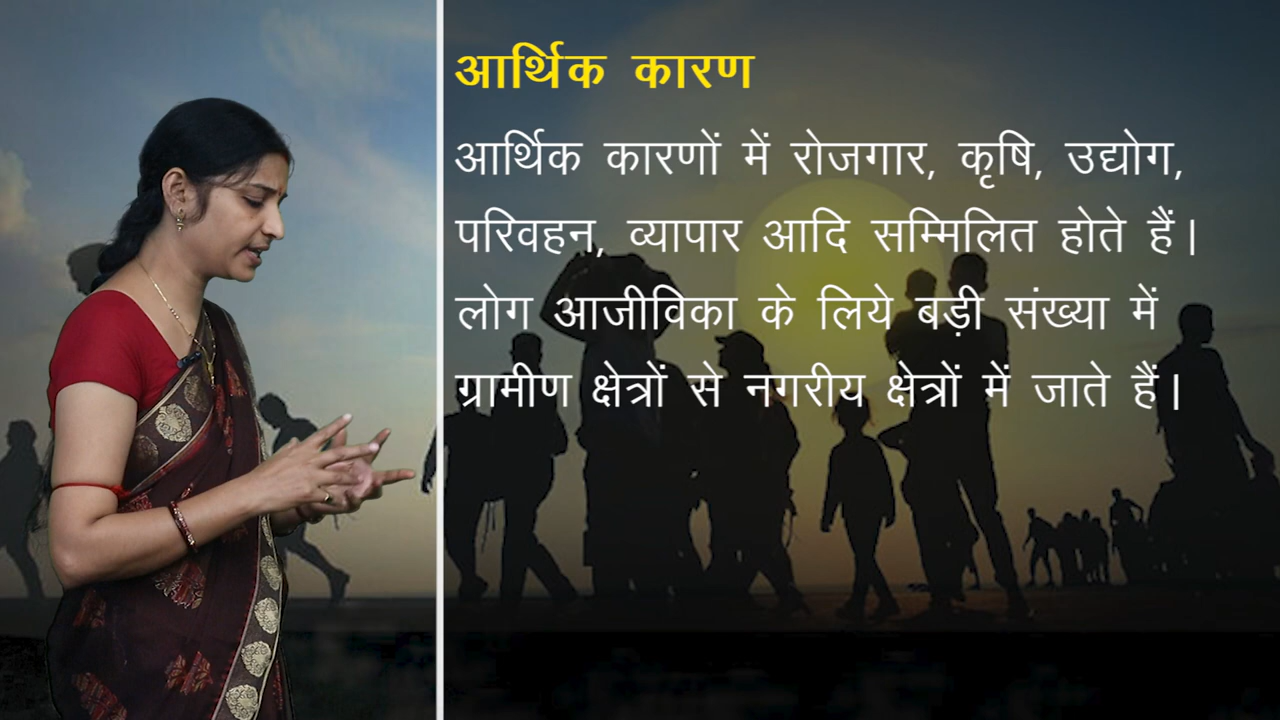 आर्थिक कारण
आर्थिक कारणों में रोजगार, कृषि, उद्योग,
परिवहन, व्यापार आदि सम्मिलित होते हैं।
लोग आजीविका के लिये बड़ी संख्या में
ग्रामीण क्षेत्रों से नगरीय क्षेत्रों में जाते हैं।